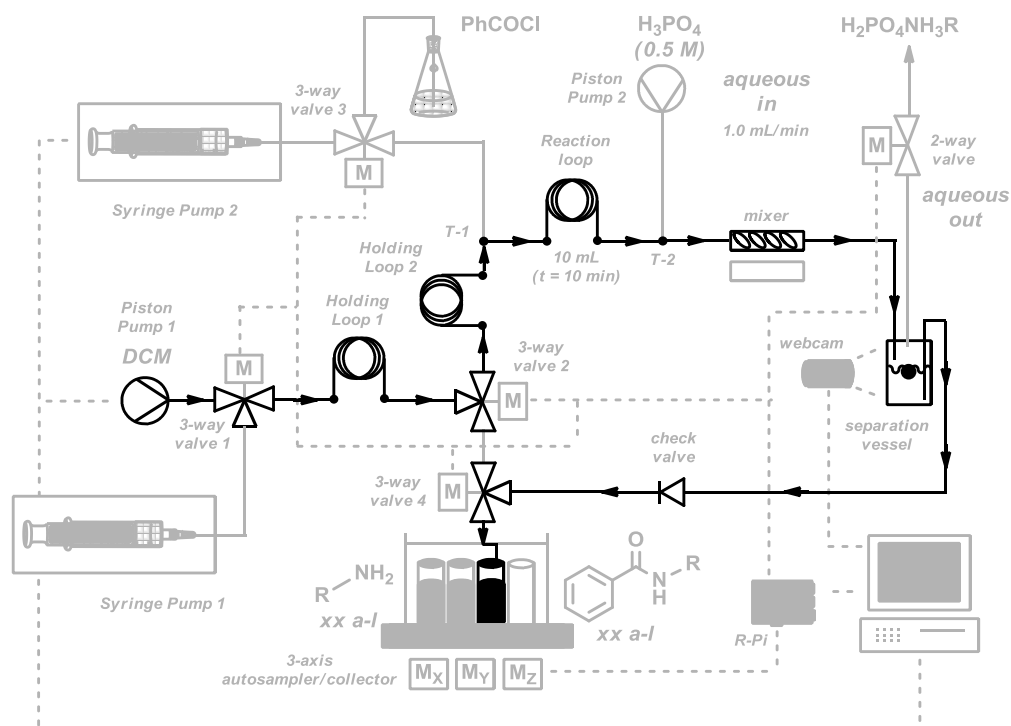 PhCOCl
H₃PO₄
(0.5 M)
H₂PO₄NH₃R
3-way
valve 3
Piston
Pump 2
aqueous
in
1.0 mL/min
M
2-way
valve
M
Reaction
loop
aqueous
out
Syringe Pump 2
mixer
T-1
Holding
Loop 2
10 mL
(t = 10 min)
T-2
Piston
Pump 1
Holding
Loop 1
DCM
M
3-way
valve 2
webcam
M
3-way
valve 1
check
valve
separation
vessel
3-way
valve 4
M
O
R
NH₂
R
N
H
xx a-l
xx a-l
Syringe Pump 1
R-Pi
3-axis
autosampler/collector
Mₓ
Mᵧ
M_Z